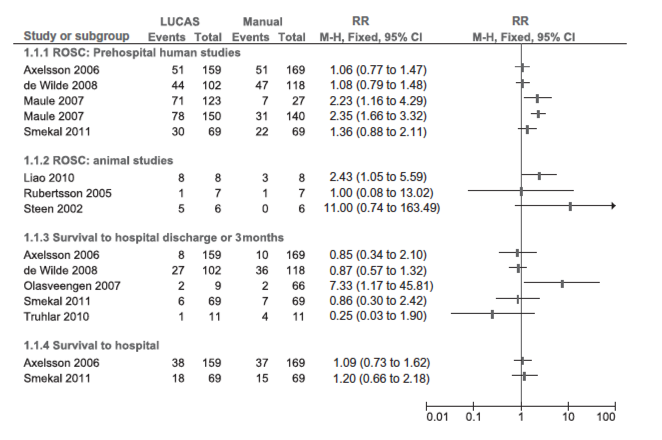 LUCAS Manual RR RR
Study or subgroup Events Total Events Total M-H, Fixed, 95% CI M-H, Fixed, 95% CI
1.1.1 ROSC: Prehospital human studies
Axelsson 2006 51 159 51 169 1.06 (0.77 to 1.47)
de Wilde 2008 44 102 47 118 1.08 (0.79 to 1.48)
Maule 2007 71 123 7 27 2.23 (1.16 to 4.29)
Maule 2007 78 150 31 140 2.35 (1.66 to 3.32)
Smekal 2011 30 69 22 69 1.36 (0.88 to 2.11)
1.1.2 ROSC: animal studies
Liao 2010 8 8 3 8 2.43 (1.05 to 5.59)
Rubertsson 2005 1 7 1 7 1.00 (0.08 to 13.02)
Steen 2002 5 6 0 6 11.00 (0.74 to 163.49)
1.1.3 Survival to hospital discharge or 3months
Axelsson 2006 8 159 10 169 0.85 (0.34 to 2.10)
de Wilde 2008 27 102 36 118 0.87 (0.57 to 1.32)
Olasveengen 2007 2 9 2 66 7.33 (1.17 to 45.81)
Smekal 2011 6 69 7 69 0.86 (0.30 to 2.42)
Truhlar 2010 1 11 4 11 0.25 (0.03 to 1.90)
1.1.4 Survival to hospital
Axelsson 2006 38 159 37 169 1.09 (0.73 to 1.62)
Smekal 2011 18 69 15 69 1.20 (0.66 to 2.18)
0.01 0.1 1 10 100